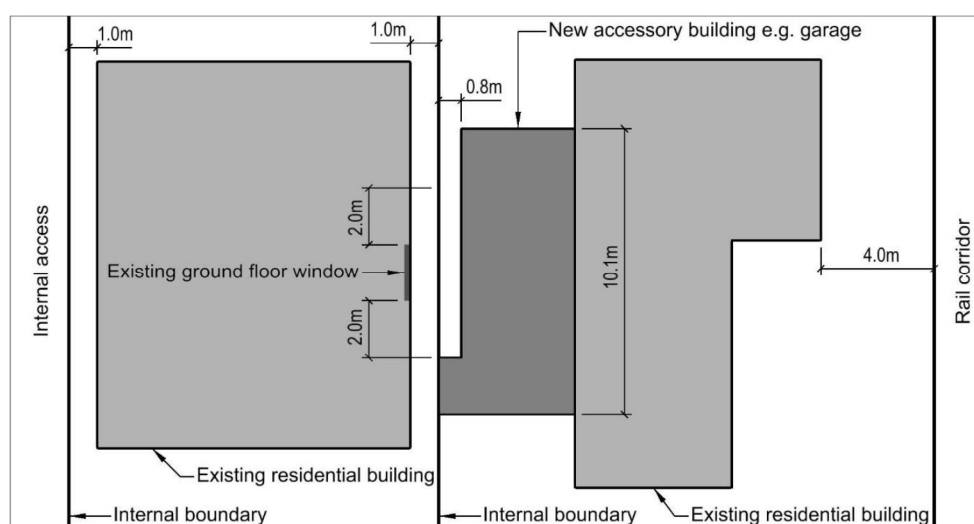 1.0m
1.0m
New accessory building e.g. garage
0.8m
Internal access
2.0m
Existing ground floor window
2.0m
10.1m
4.0m
Rail corridor
Existing residential building
Existing residential building
Internal boundary
Internal boundary